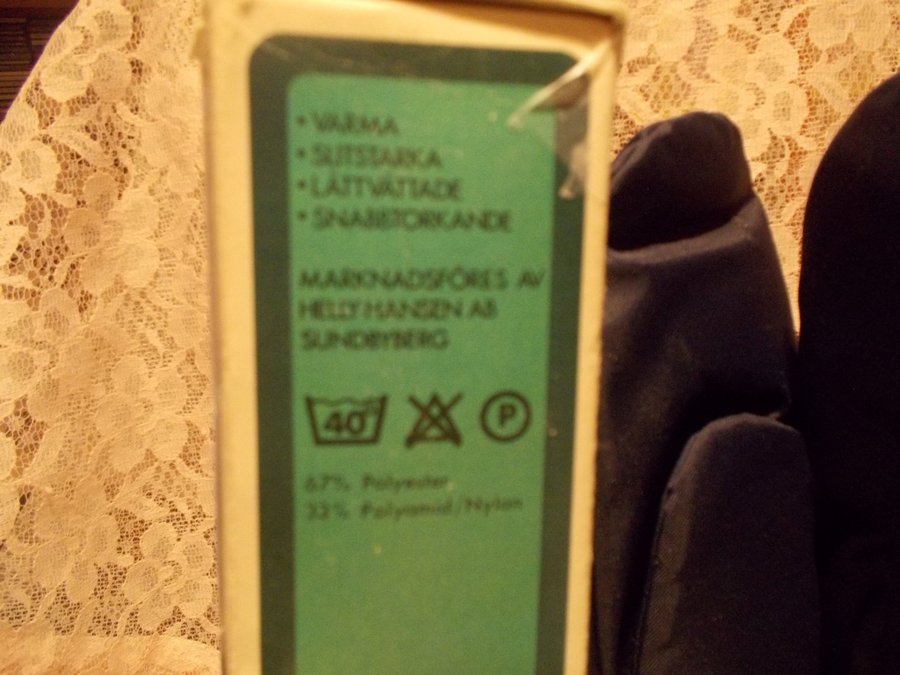 • VARMA
• SLITSTARKA
• LÄTTVÄTTADE
• SNABBTORKANDE
MARKNADSFÖRES AV
HELLY-HANSEN AB
SUNDBYBERG
40° P
67% Polyester
33% Polyamid/Nylon